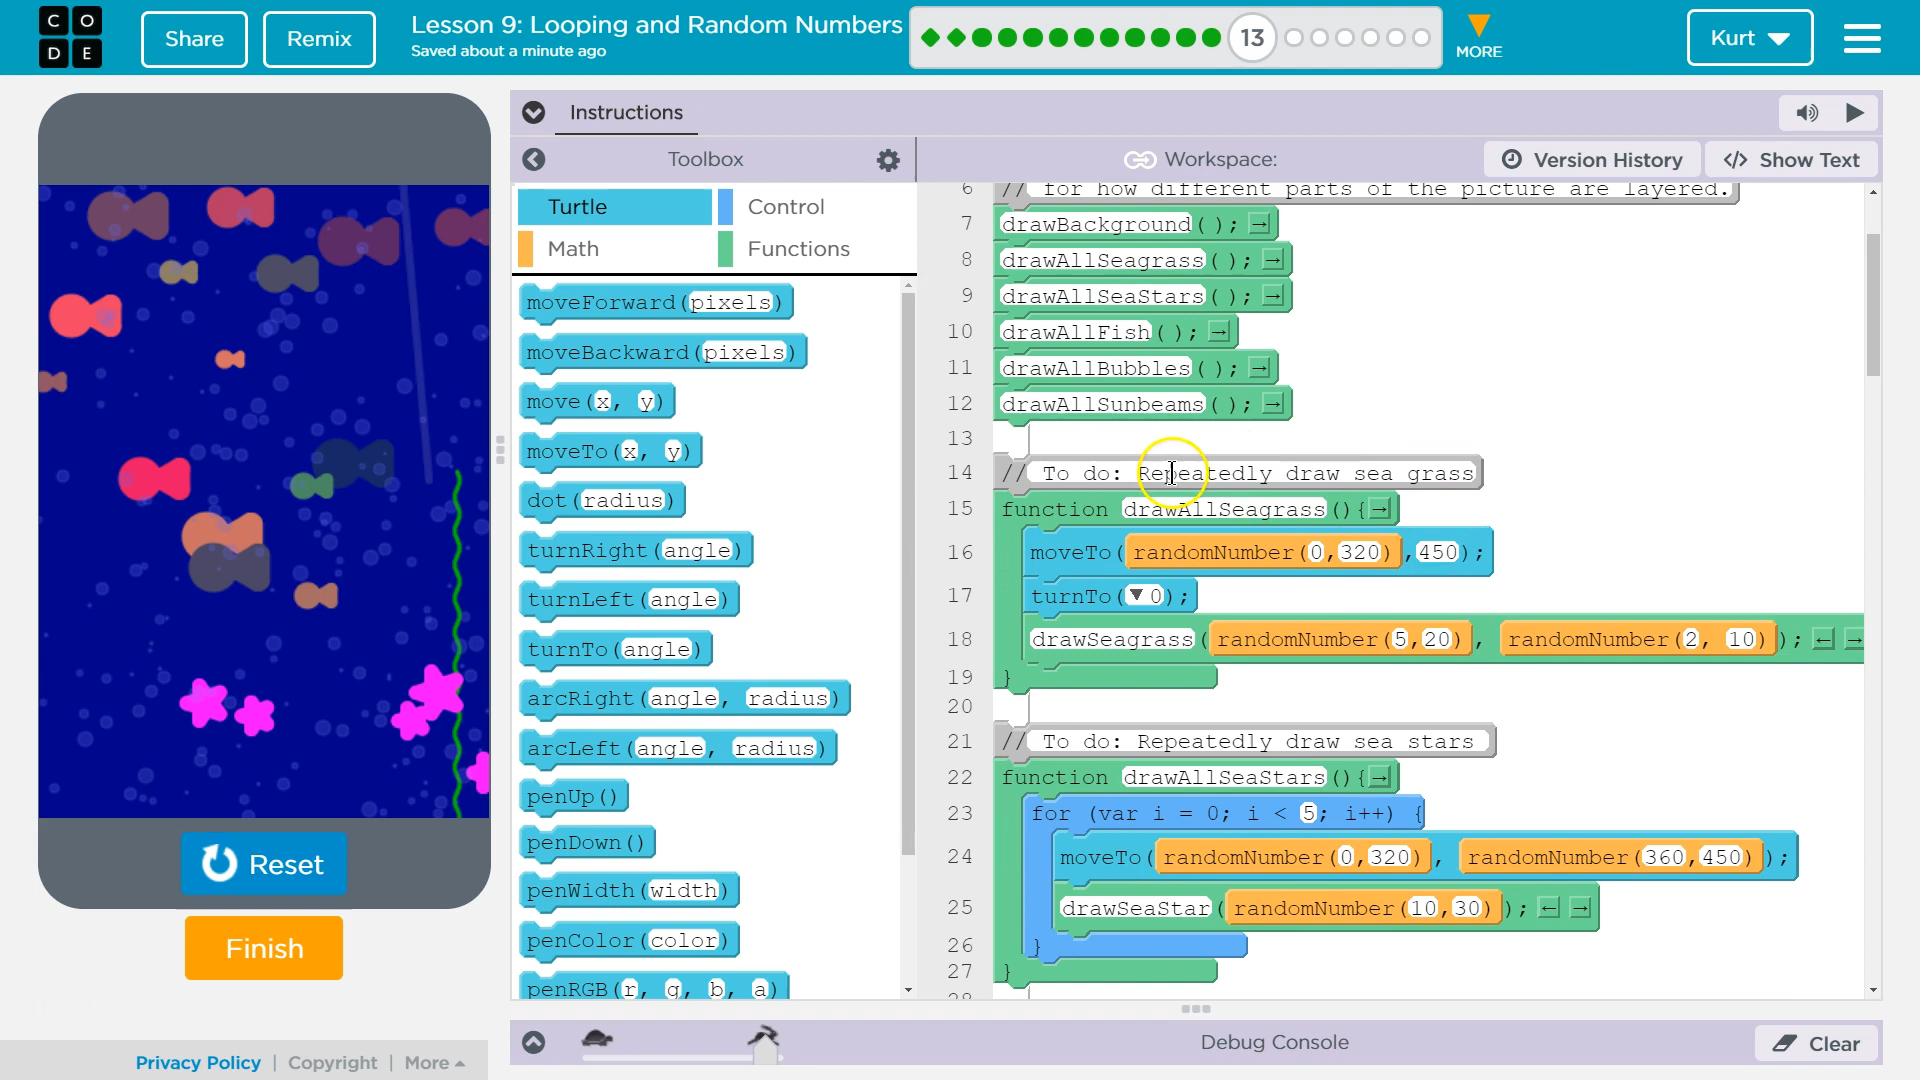 C O
D E
Share
Remix
Lesson 9: Looping and Random Numbers
Saved about a minute ago
13
MORE
Kurt
Instructions
Toolbox
Workspace:
Version History
</> Show Text
Turtle
Control
Math
Functions
moveForward(pixels)
moveBackward(pixels)
move(x, y)
moveTo(x, y)
dot(radius)
turnRight(angle)
turnLeft(angle)
turnTo(angle)
arcRight(angle, radius)
arcLeft(angle, radius)
penUp()
penDown()
penWidth(width)
penColor(color)
penRGB(r, g, b, a)
6 // for how different parts of the picture are layered.
7 drawBackground();
8 drawAllSeagrass();
9 drawAllSeaStars();
10 drawAllFish();
11 drawAllBubbles();
12 drawAllSunbeams();
13
14 // To do: Repeatedly draw sea grass
15 function drawAllSeagrass(){
16 moveTo(randomNumber(0,320),450);
17 turnTo(▼0);
18 drawSeagrass(randomNumber(5,20), randomNumber(2, 10));
19 }
20
21 // To do: Repeatedly draw sea stars
22 function drawAllSeaStars(){
23 for (var i = 0; i < 5; i++) {
24 moveTo(randomNumber(0,320), randomNumber(360,450));
25 drawSeaStar(randomNumber(10,30));
26 }
27 }
28
Reset
Finish
Debug Console
Clear
Privacy Policy | Copyright | More